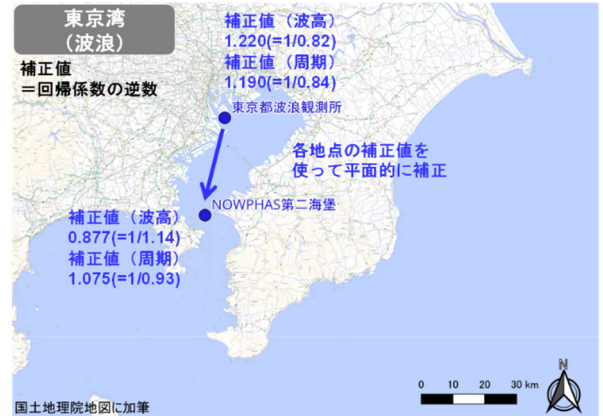 東京湾
（波浪）
補正値
＝回帰係数の逆数
補正値（波高）
1.220(=1/0.82)
補正値（周期）
1.190(=1/0.84)
東京都波浪観測所
各地点の補正値を
使って平面的に補正
NOWPHAS第二海堡
補正値（波高）
0.877(=1/1.14)
補正値（周期）
1.075(=1/0.93)
N
0 10 20 30 km
国土地理院地図に加筆